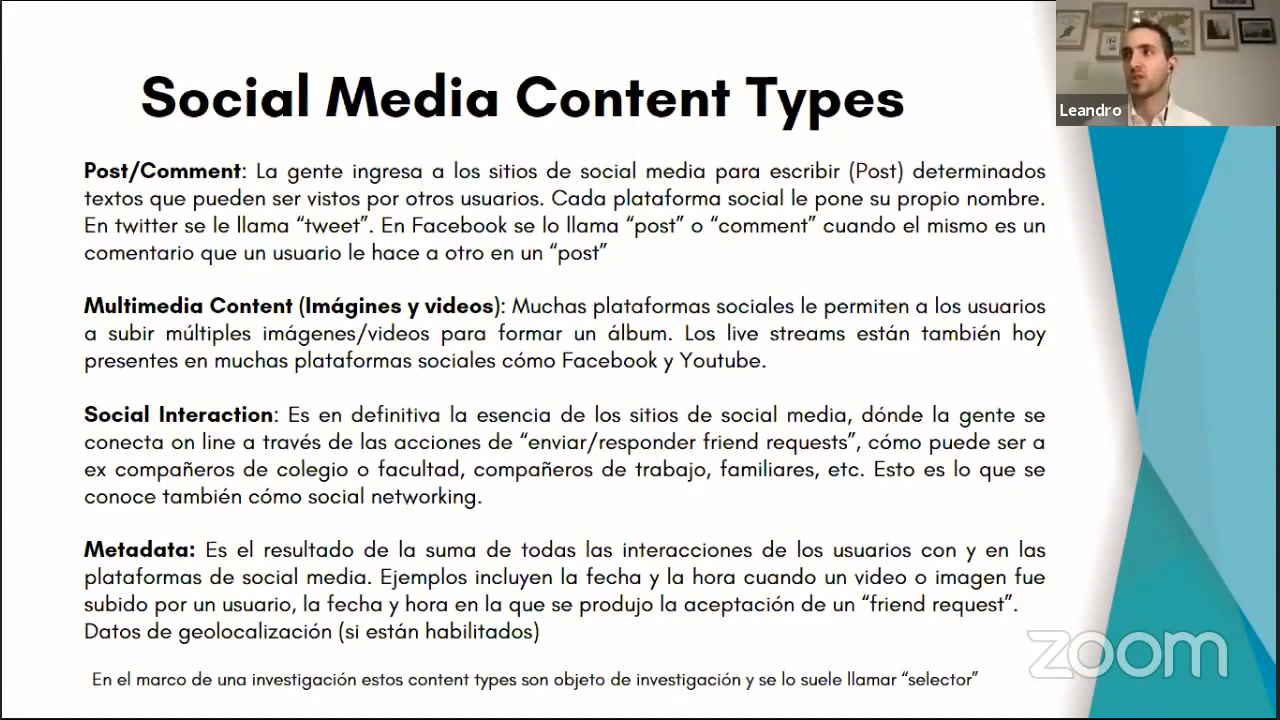 Social Media Content Types
Leandro
Post/Comment: La gente ingresa a los sitios de social media para escribir (Post) determinados
textos que pueden ser vistos por otros usuarios. Cada plataforma social le pone su propio nombre.
En twitter se le llama “tweet”. En Facebook se lo llama “post” o “comment” cuando el mismo es un
comentario que un usuario le hace a otro en un “post”
Multimedia Content (Imágines y videos): Muchas plataformas sociales le permiten a los usuarios
a subir múltiples imágenes/videos para formar un álbum. Los live streams están también hoy
presentes en muchas plataformas sociales cómo Facebook y Youtube.
Social Interaction: Es en definitiva la esencia de los sitios de social media, dónde la gente se
conecta on line a través de las acciones de “enviar/responder friend requests”, cómo puede ser a
ex compañeros de colegio o facultad, compañeros de trabajo, familiares, etc. Esto es lo que se
conoce también cómo social networking.
Metadata: Es el resultado de la suma de todas las interacciones de los usuarios con y en las
plataformas de social media. Ejemplos incluyen la fecha y la hora cuando un video o imagen fue
subido por un usuario, la fecha y hora en la que se produjo la aceptación de un “friend request”.
Datos de geolocalización (si están habilitados)
En el marco de una investigación estos content types son objeto de investigación y se lo suele llamar “selector”
zoom